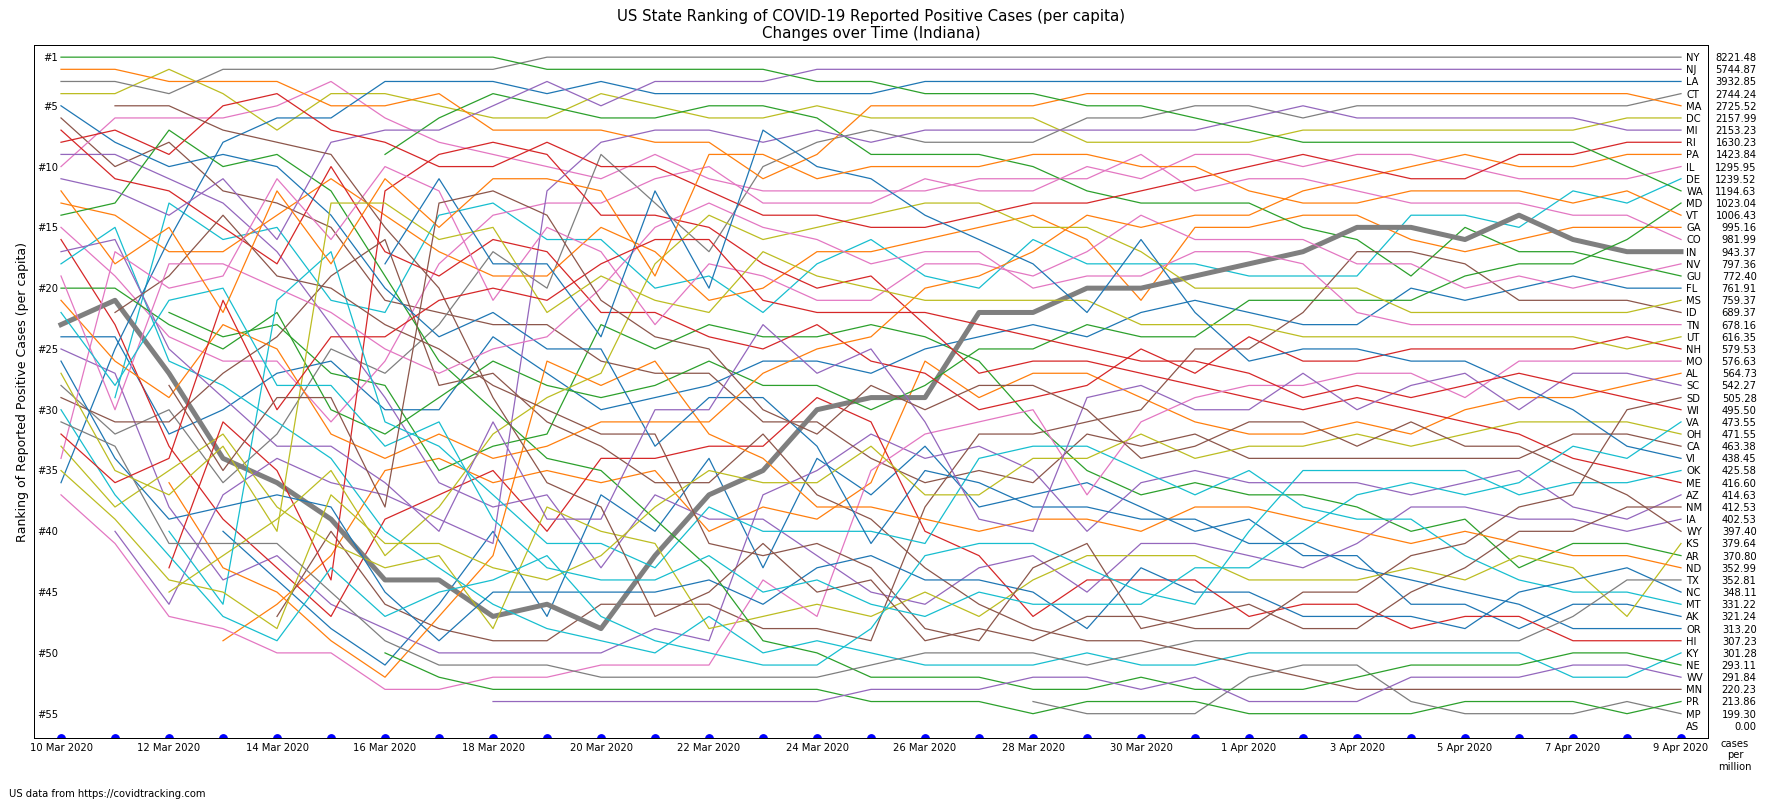 US State Ranking of COVID-19 Reported Positive Cases (per capita)
Changes over Time (Indiana)
Ranking of Reported Positive Cases (per capita)
#1
#5
#10
#15
#20
#25
#30
#35
#40
#45
#50
#55
NY 8221.48
NJ 5744.87
LA 3932.85
CT 2744.24
MA 2725.52
DC 2157.99
MI 2153.23
RI 1630.23
PA 1423.84
IL 1295.95
DE 1239.52
WA 1194.63
MD 1023.04
VT 1006.43
GA 995.16
CO 981.99
IN 943.37
NV 797.36
GU 772.40
FL 761.91
MS 759.37
ID 689.37
TN 678.16
UT 616.35
NH 579.53
MO 576.63
AL 564.73
SC 542.27
SD 505.28
WI 495.50
VA 473.55
OH 471.55
CA 463.38
VI 438.45
OK 425.58
ME 416.60
AZ 414.63
NM 412.53
IA 402.53
WY 397.40
KS 379.64
AR 370.80
ND 352.99
TX 352.81
NC 348.11
MT 331.22
AK 321.24
OR 313.20
HI 307.23
KY 301.28
NE 293.11
WV 291.84
MN 220.23
PR 213.86
MP 199.30
AS 0.00
10 Mar 2020 12 Mar 2020 14 Mar 2020 16 Mar 2020 18 Mar 2020 20 Mar 2020 22 Mar 2020 24 Mar 2020 26 Mar 2020 28 Mar 2020 30 Mar 2020 1 Apr 2020 3 Apr 2020 5 Apr 2020 7 Apr 2020 9 Apr 2020
cases
per
million
US data from https://covidtracking.com